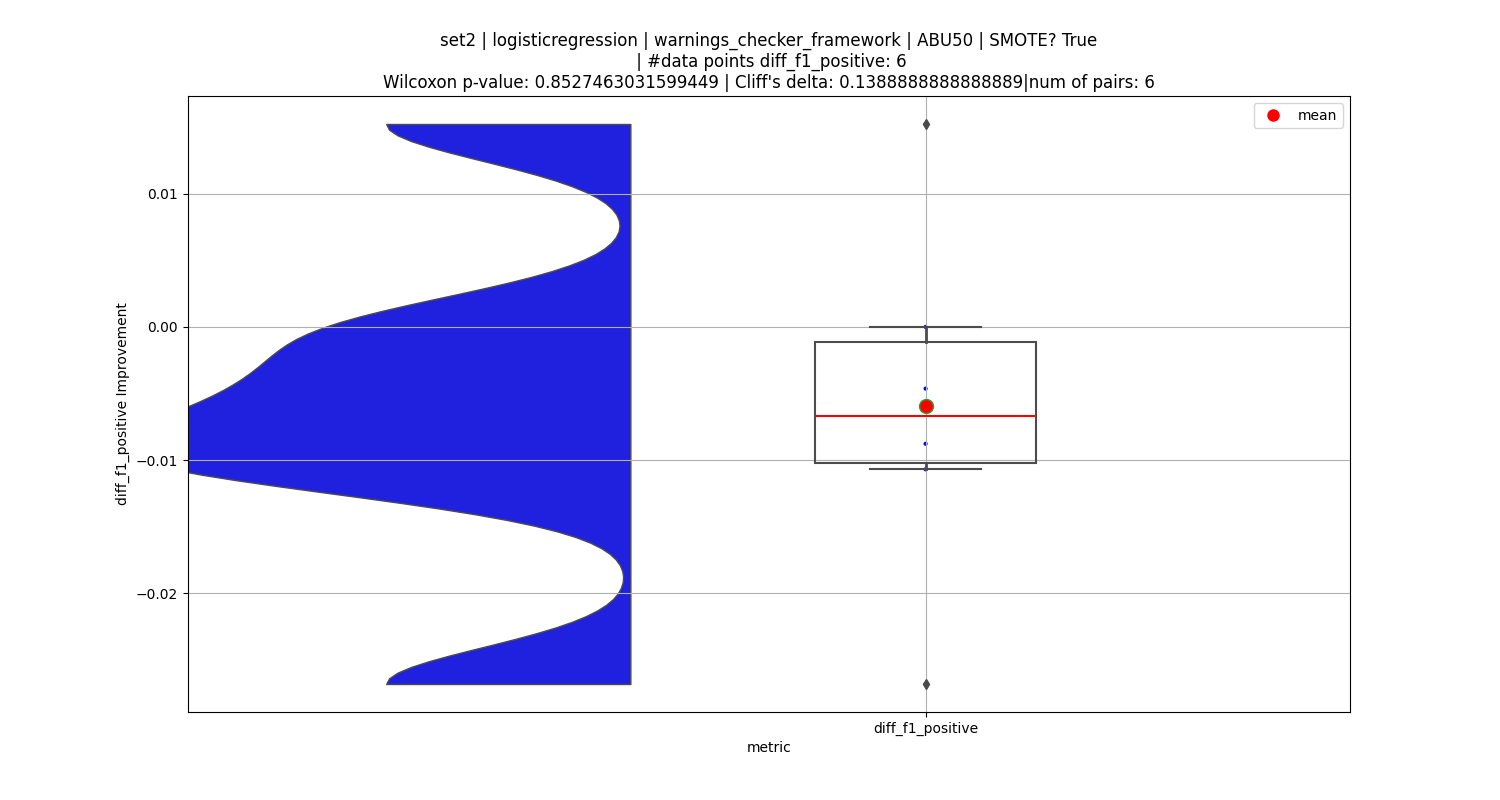 set2 | logisticregression | warnings_checker_framework | ABU50 | SMOTE? True
| #data points diff_f1_positive: 6
Wilcoxon p-value: 0.8527463031599449 | Cliff's delta: 0.1388888888888889|num of pairs: 6
mean
0.01
0.00
−0.01
−0.02
diff_f1_positive Improvement
diff_f1_positive
metric